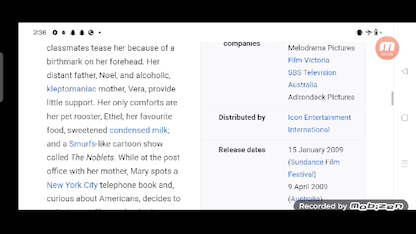 2:36
classmates tease her because of a
birthmark on her forehead. Her
distant father, Noel, and alcoholic,
kleptomaniac mother, Vera, provide
little support. Her only comforts are
her pet rooster, Ethel; her favourite
food, sweetened condensed milk;
and a Smurfs-like cartoon show
called The Noblets. While at the post
office with her mother, Mary spots a
New York City telephone book and,
curious about Americans, decides to
companies
Melodrama Pictures
Film Victoria
SBS Television
Australia
Adirondack Pictures
Distributed by
Icon Entertainment
International
Release dates
15 January 2009
(Sundance Film
Festival)
9 April 2009
(Australia)
Recorded by mobizen